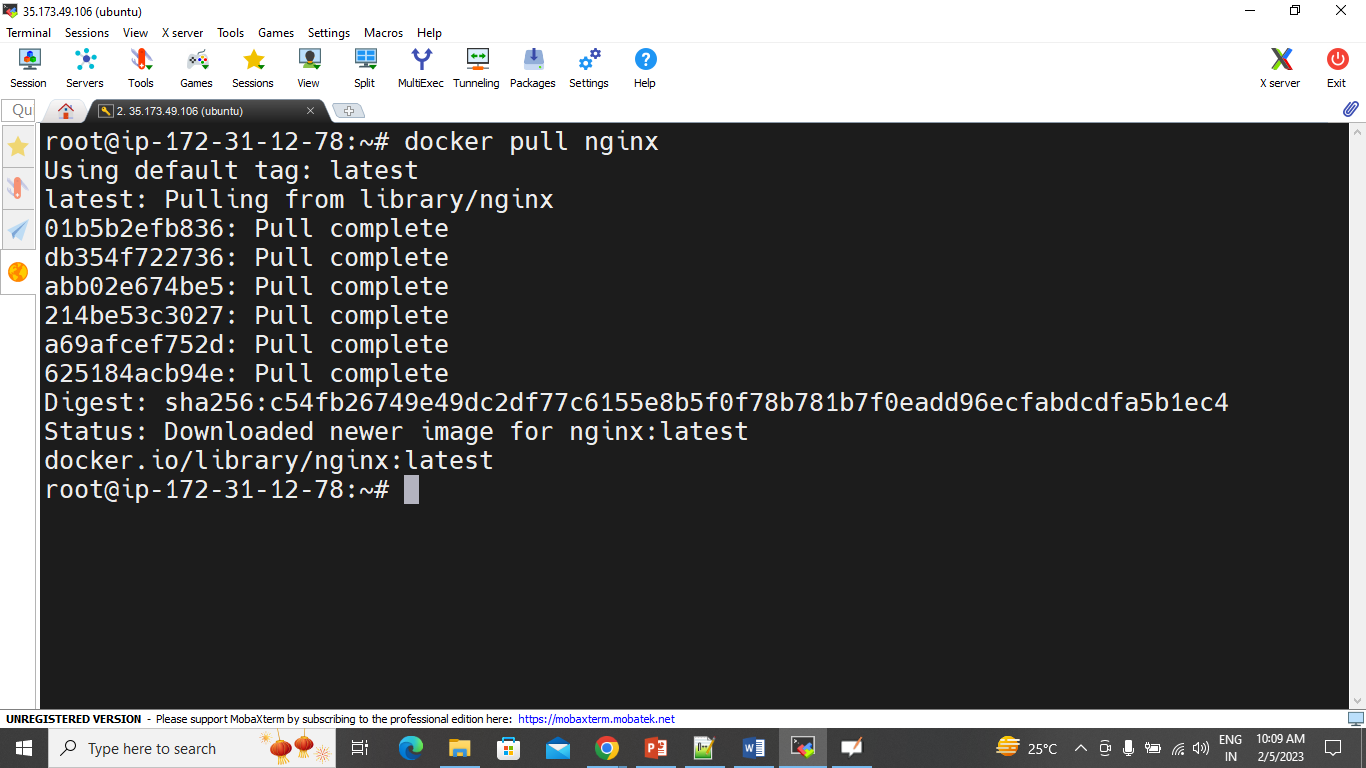 35.173.49.106 (ubuntu)
Terminal Sessions View X server Tools Games Settings Macros Help
Session Servers Tools Games Sessions View Split MultiExec Tunneling Packages Settings Help X server Exit
Qu 2. 35.173.49.106 (ubuntu)
root@ip-172-31-12-78:~# docker pull nginx
Using default tag: latest
latest: Pulling from library/nginx
01b5b2efb836: Pull complete
db354f722736: Pull complete
abb02e674be5: Pull complete
214be53c3027: Pull complete
a69afcef752d: Pull complete
625184acb94e: Pull complete
Digest: sha256:c54fb26749e49dc2df77c6155e8b5f0f78b781b7f0eadd96ecfabdcdfa5b1ec4
Status: Downloaded newer image for nginx:latest
docker.io/library/nginx:latest
root@ip-172-31-12-78:~#
UNREGISTERED VERSION - Please support MobaXterm by subscribing to the professional edition here: https://mobaxterm.mobatek.net
Type here to search 25°C ENG 10:09 AM
IN 2/5/2023